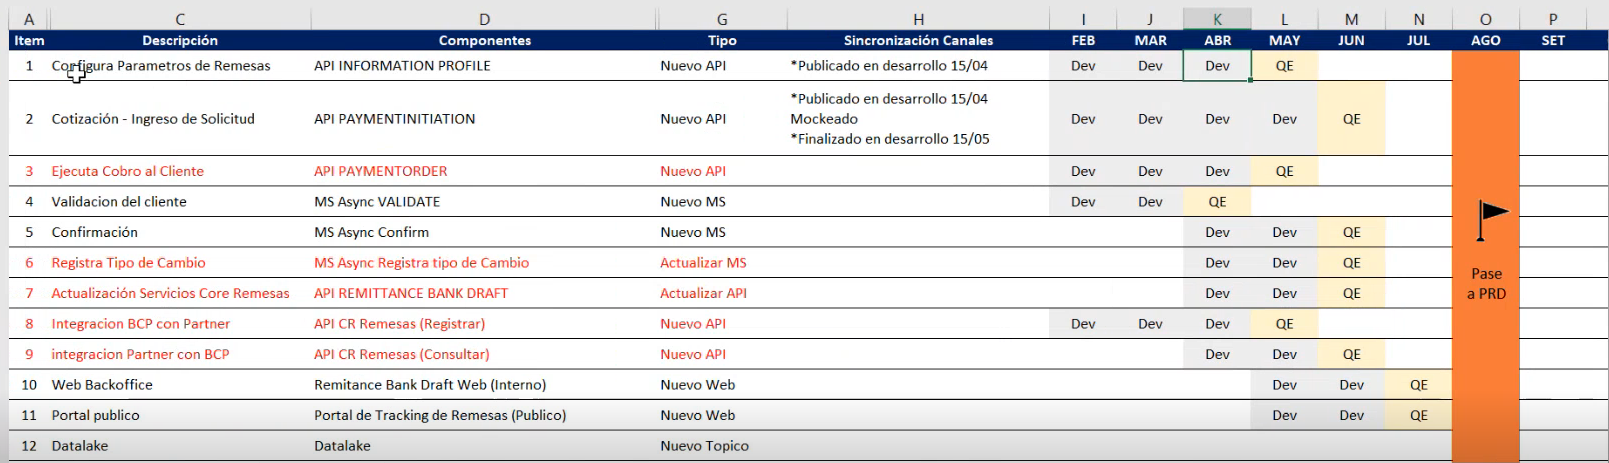 A C D G H I J K L M N O P
Item Descripción Componentes Tipo Sincronización Canales FEB MAR ABR MAY JUN JUL AGO SET
1 Configura Parametros de Remesas API INFORMATION PROFILE Nuevo API *Publicado en desarrollo 15/04 Dev Dev Dev QE
2 Cotización - Ingreso de Solicitud API PAYMENTINITIATION Nuevo API *Publicado en desarrollo 15/04
Mockeado
*Finalizado en desarrollo 15/05 Dev Dev Dev Dev QE
3 Ejecuta Cobro al Cliente API PAYMENTORDER Nuevo API Dev Dev Dev QE
4 Validacion del cliente MS Async VALIDATE Nuevo MS Dev Dev QE
5 Confirmación MS Async Confirm Nuevo MS Dev Dev QE
6 Registra Tipo de Cambio MS Async Registra tipo de Cambio Actualizar MS Dev Dev QE
7 Actualización Servicios Core Remesas API REMITTANCE BANK DRAFT Actualizar API Dev Dev QE
8 Integracion BCP con Partner API CR Remesas (Registrar) Nuevo API Dev Dev Dev QE
9 integracion Partner con BCP API CR Remesas (Consultar) Nuevo API Dev Dev QE
10 Web Backoffice Remitance Bank Draft Web (Interno) Nuevo Web Dev Dev QE
11 Portal publico Portal de Tracking de Remesas (Publico) Nuevo Web Dev Dev QE
12 Datalake Datalake Nuevo Topico
Pase
a PRD